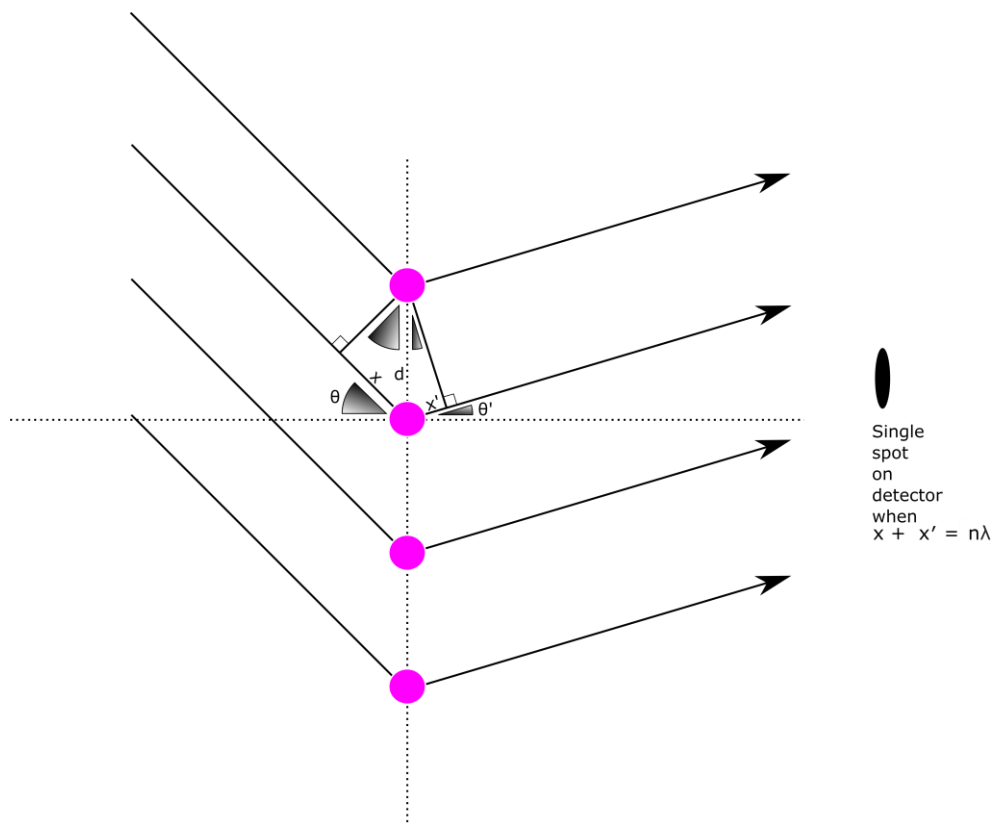 x d
θ
x' θ'
Single
spot
on
detector
when
x + x′ = nλ